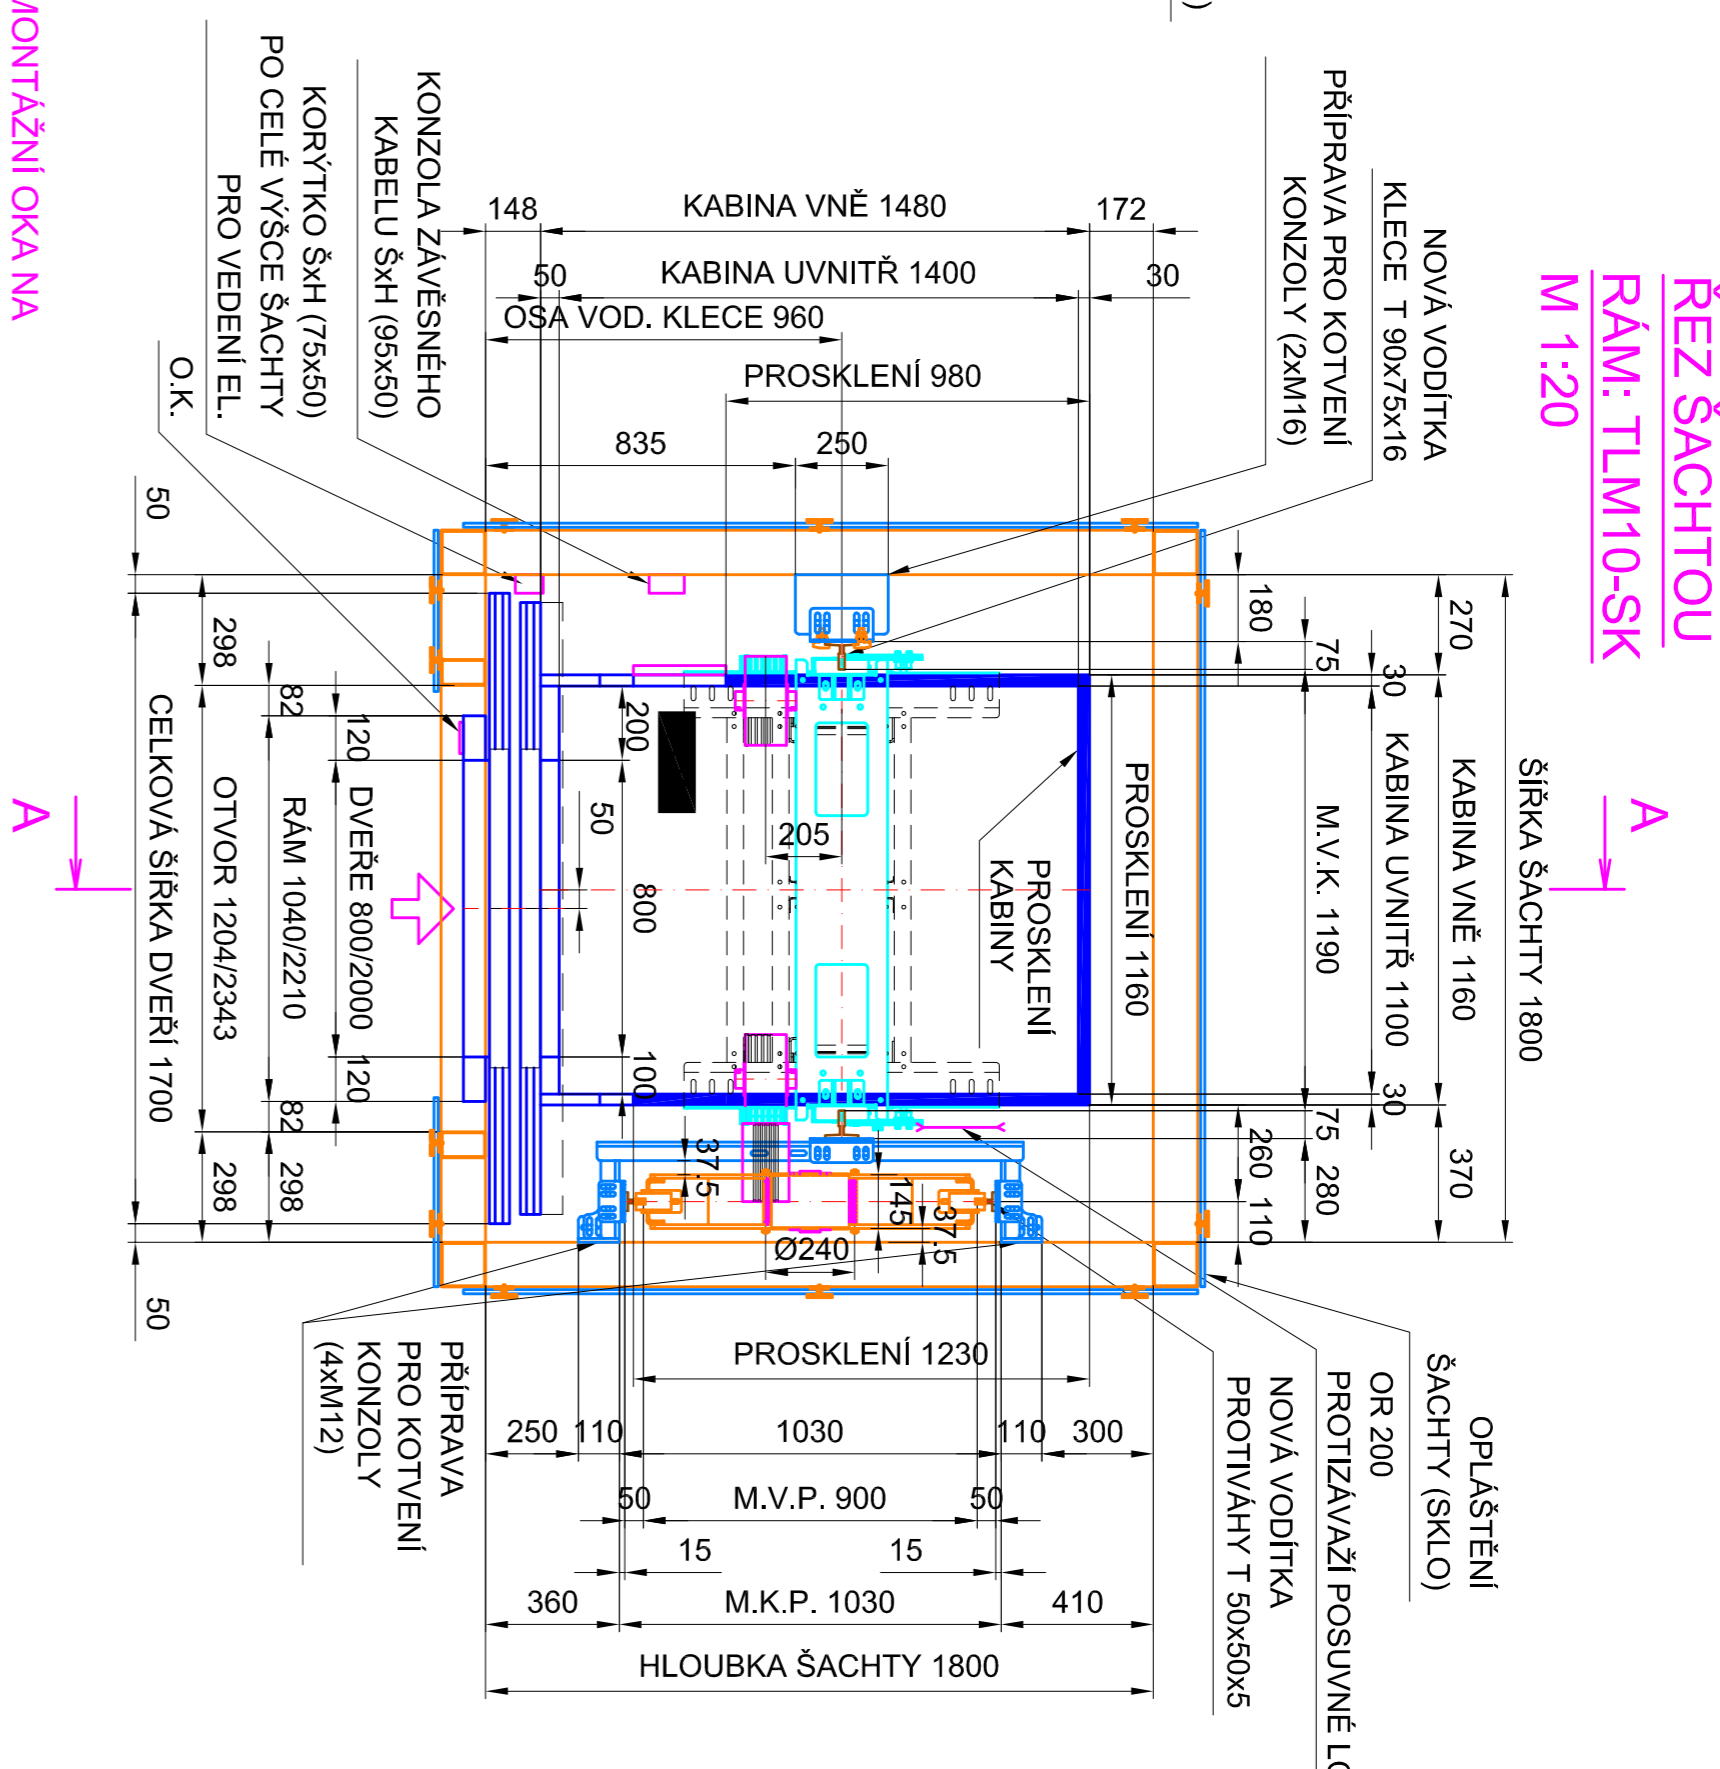 ŘEZ ŠACHTOU
RÁM: TLM10-SK
M 1:20
A
A
)
NOVÁ VODÍTKA
KLECE T 90x75x16
PŘÍPRAVA PRO KOTVENÍ
KONZOLY (2xM16)
KONZOLA ZÁVĚSNÉHO
KABELU ŠxH (95x50)
KORÝTKO ŠxH (75x50)
PO CELÉ VÝŠCE ŠACHTY
PRO VEDENÍ EL.
O.K.
MONTÁŽNÍ OKA NA
148
KABINA VNĚ 1480
172
50
KABINA UVNITŘ 1400
30
OSA VOD. KLECE 960
PROSKLENÍ 980
835
250
ŠÍŘKA ŠACHTY 1800
270
KABINA VNĚ 1160
370
30
KABINA UVNITŘ 1100
30
75
M.V.K. 1190
75
280
180
260
110
PROSKLENÍ 1160
PROSKLENÍ
KABINY
205
200
800
100
50
37.5
145
37.5
Ø240
120
DVEŘE 800/2000
120
82
RÁM 1040/2210
82
298
298
OTVOR 1204/2343
298
50
CELKOVÁ ŠÍŘKA DVEŘÍ 1700
50
PROSKLENÍ 1230
250
110
1030
110
300
50
M.V.P. 900
50
15
15
360
M.K.P. 1030
410
HLOUBKA ŠACHTY 1800
OPLÁŠTĚNÍ
ŠACHTY (SKLO)
OR 200
PROTIZÁVAŽÍ POSUVNÉ
NOVÁ VODÍTKA
PROTIVÁHY T 50x50x5
PŘÍPRAVA
PRO KOTVENÍ
KONZOLY
(4xM12)